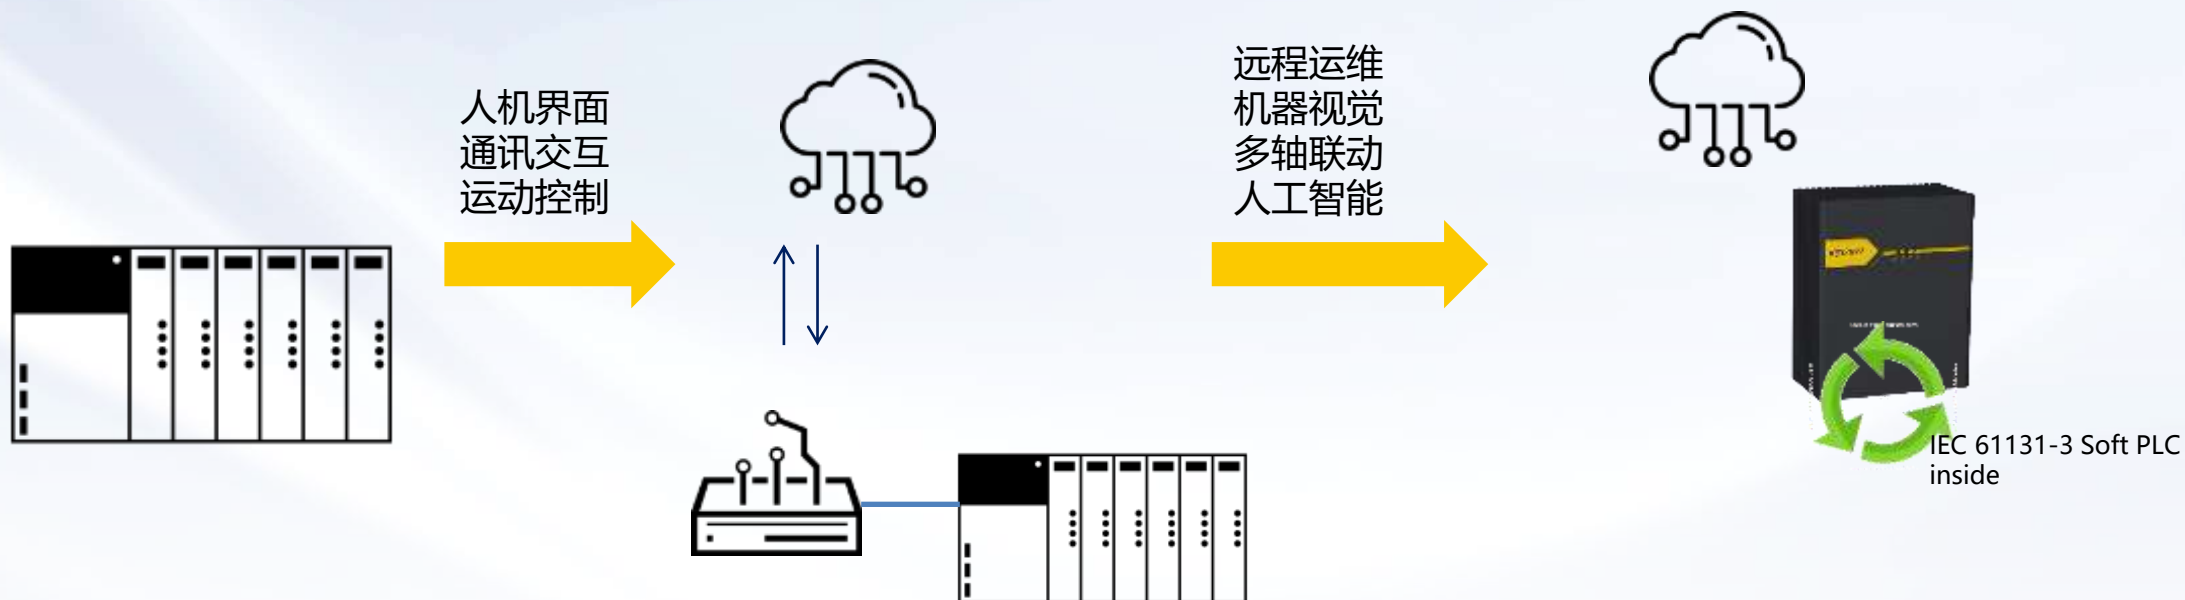 人机界面
通讯交互
运动控制
远程运维
机器视觉
多轴联动
人工智能
IEC 61131-3 Soft PLC
inside